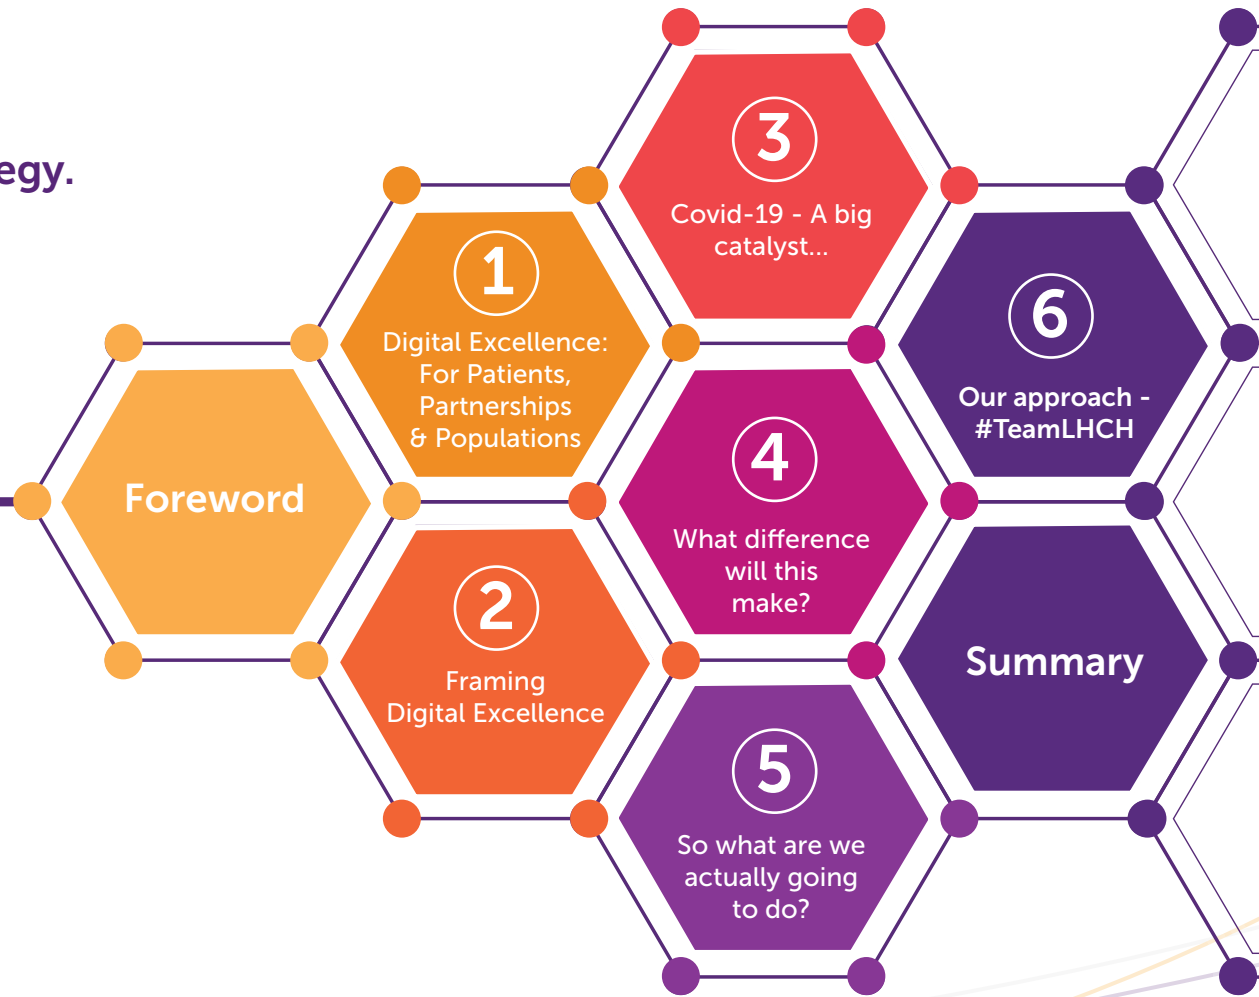 egy.
Foreword
1
Digital Excellence:
For Patients,
Partnerships
& Populations
2
Framing
Digital Excellence
3
Covid-19 - A big
catalyst...
4
What difference
will this
make?
5
So what are we
actually going
to do?
6
Our approach -
#TeamLHCH
Summary